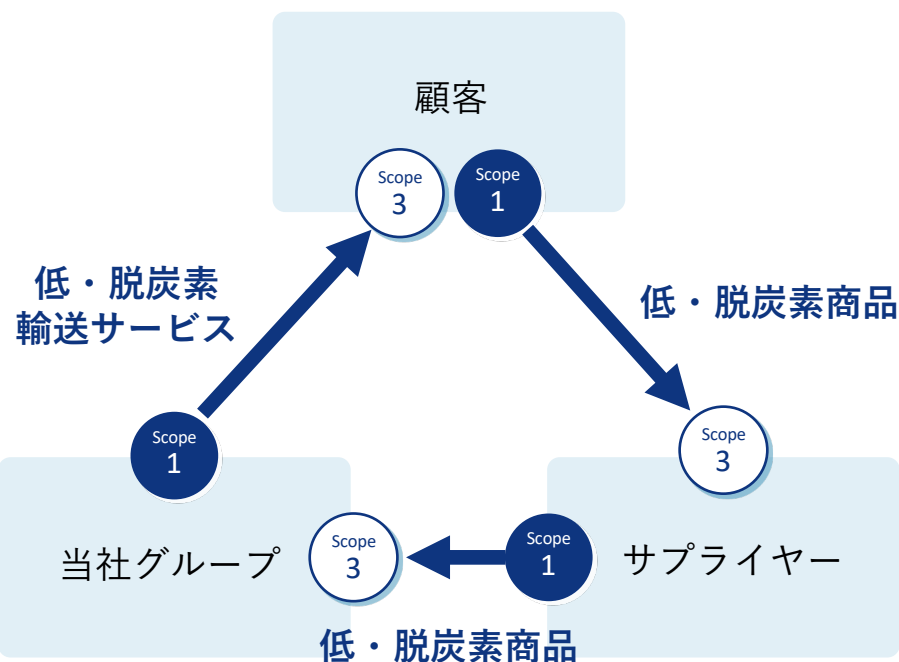 顧客
Scope
3
Scope
1
低・脱炭素
輸送サービス
低・脱炭素商品
Scope
1
Scope
3
当社グループ
Scope
3
Scope
1
サプライヤー
低・脱炭素商品